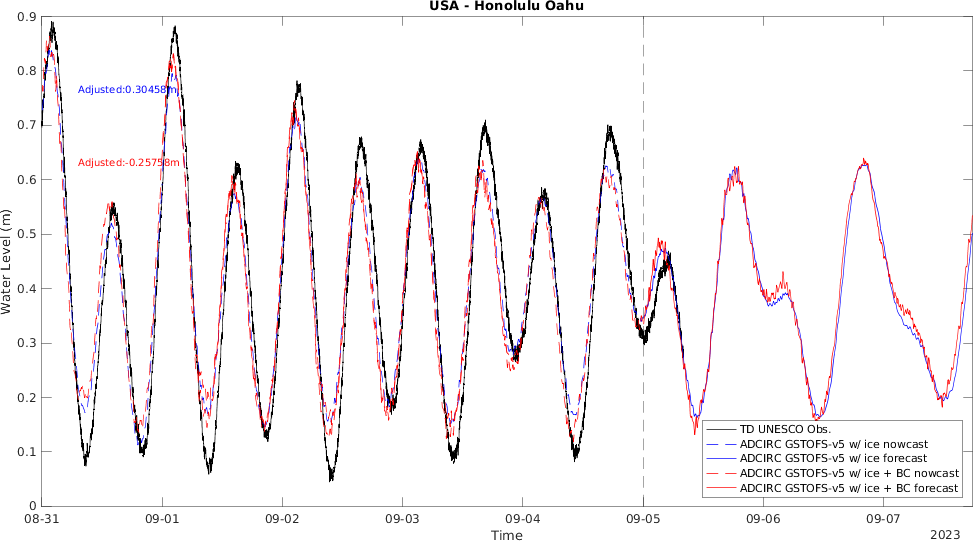 USA - Honolulu Oahu
0.9
0.8
Adjusted:0.30458m
0.7
Adjusted:-0.25758m
0.6
0.5
Water Level (m)
0.4
0.3
0.2
0.1
0
TD UNESCO Obs.
ADCIRC GSTOFS-v5 w/ ice nowcast
ADCIRC GSTOFS-v5 w/ ice forecast
ADCIRC GSTOFS-v5 w/ ice + BC nowcast
ADCIRC GSTOFS-v5 w/ ice + BC forecast
08-31 09-01 09-02 09-03 09-04 09-05 09-06 09-07
Time
2023